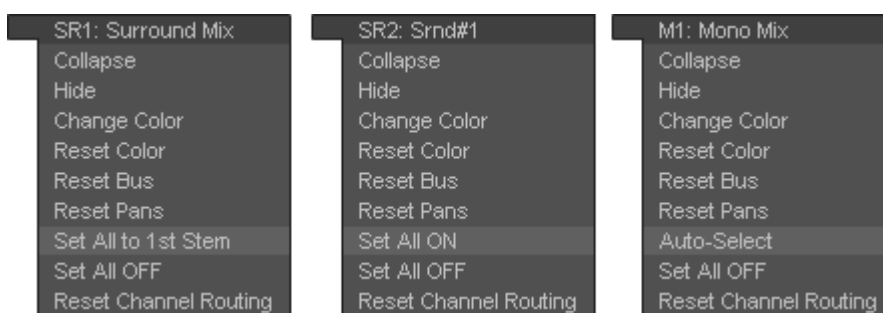 SR1: Surround Mix
Collapse
Hide
Change Color
Reset Color
Reset Bus
Reset Pans
Set All to 1st Stem
Set All OFF
Reset Channel Routing
SR2: Srnd#1
Collapse
Hide
Change Color
Reset Color
Reset Bus
Reset Pans
Set All ON
Set All OFF
Reset Channel Routing
M1: Mono Mix
Collapse
Hide
Change Color
Reset Color
Reset Bus
Reset Pans
Auto-Select
Set All OFF
Reset Channel Routing